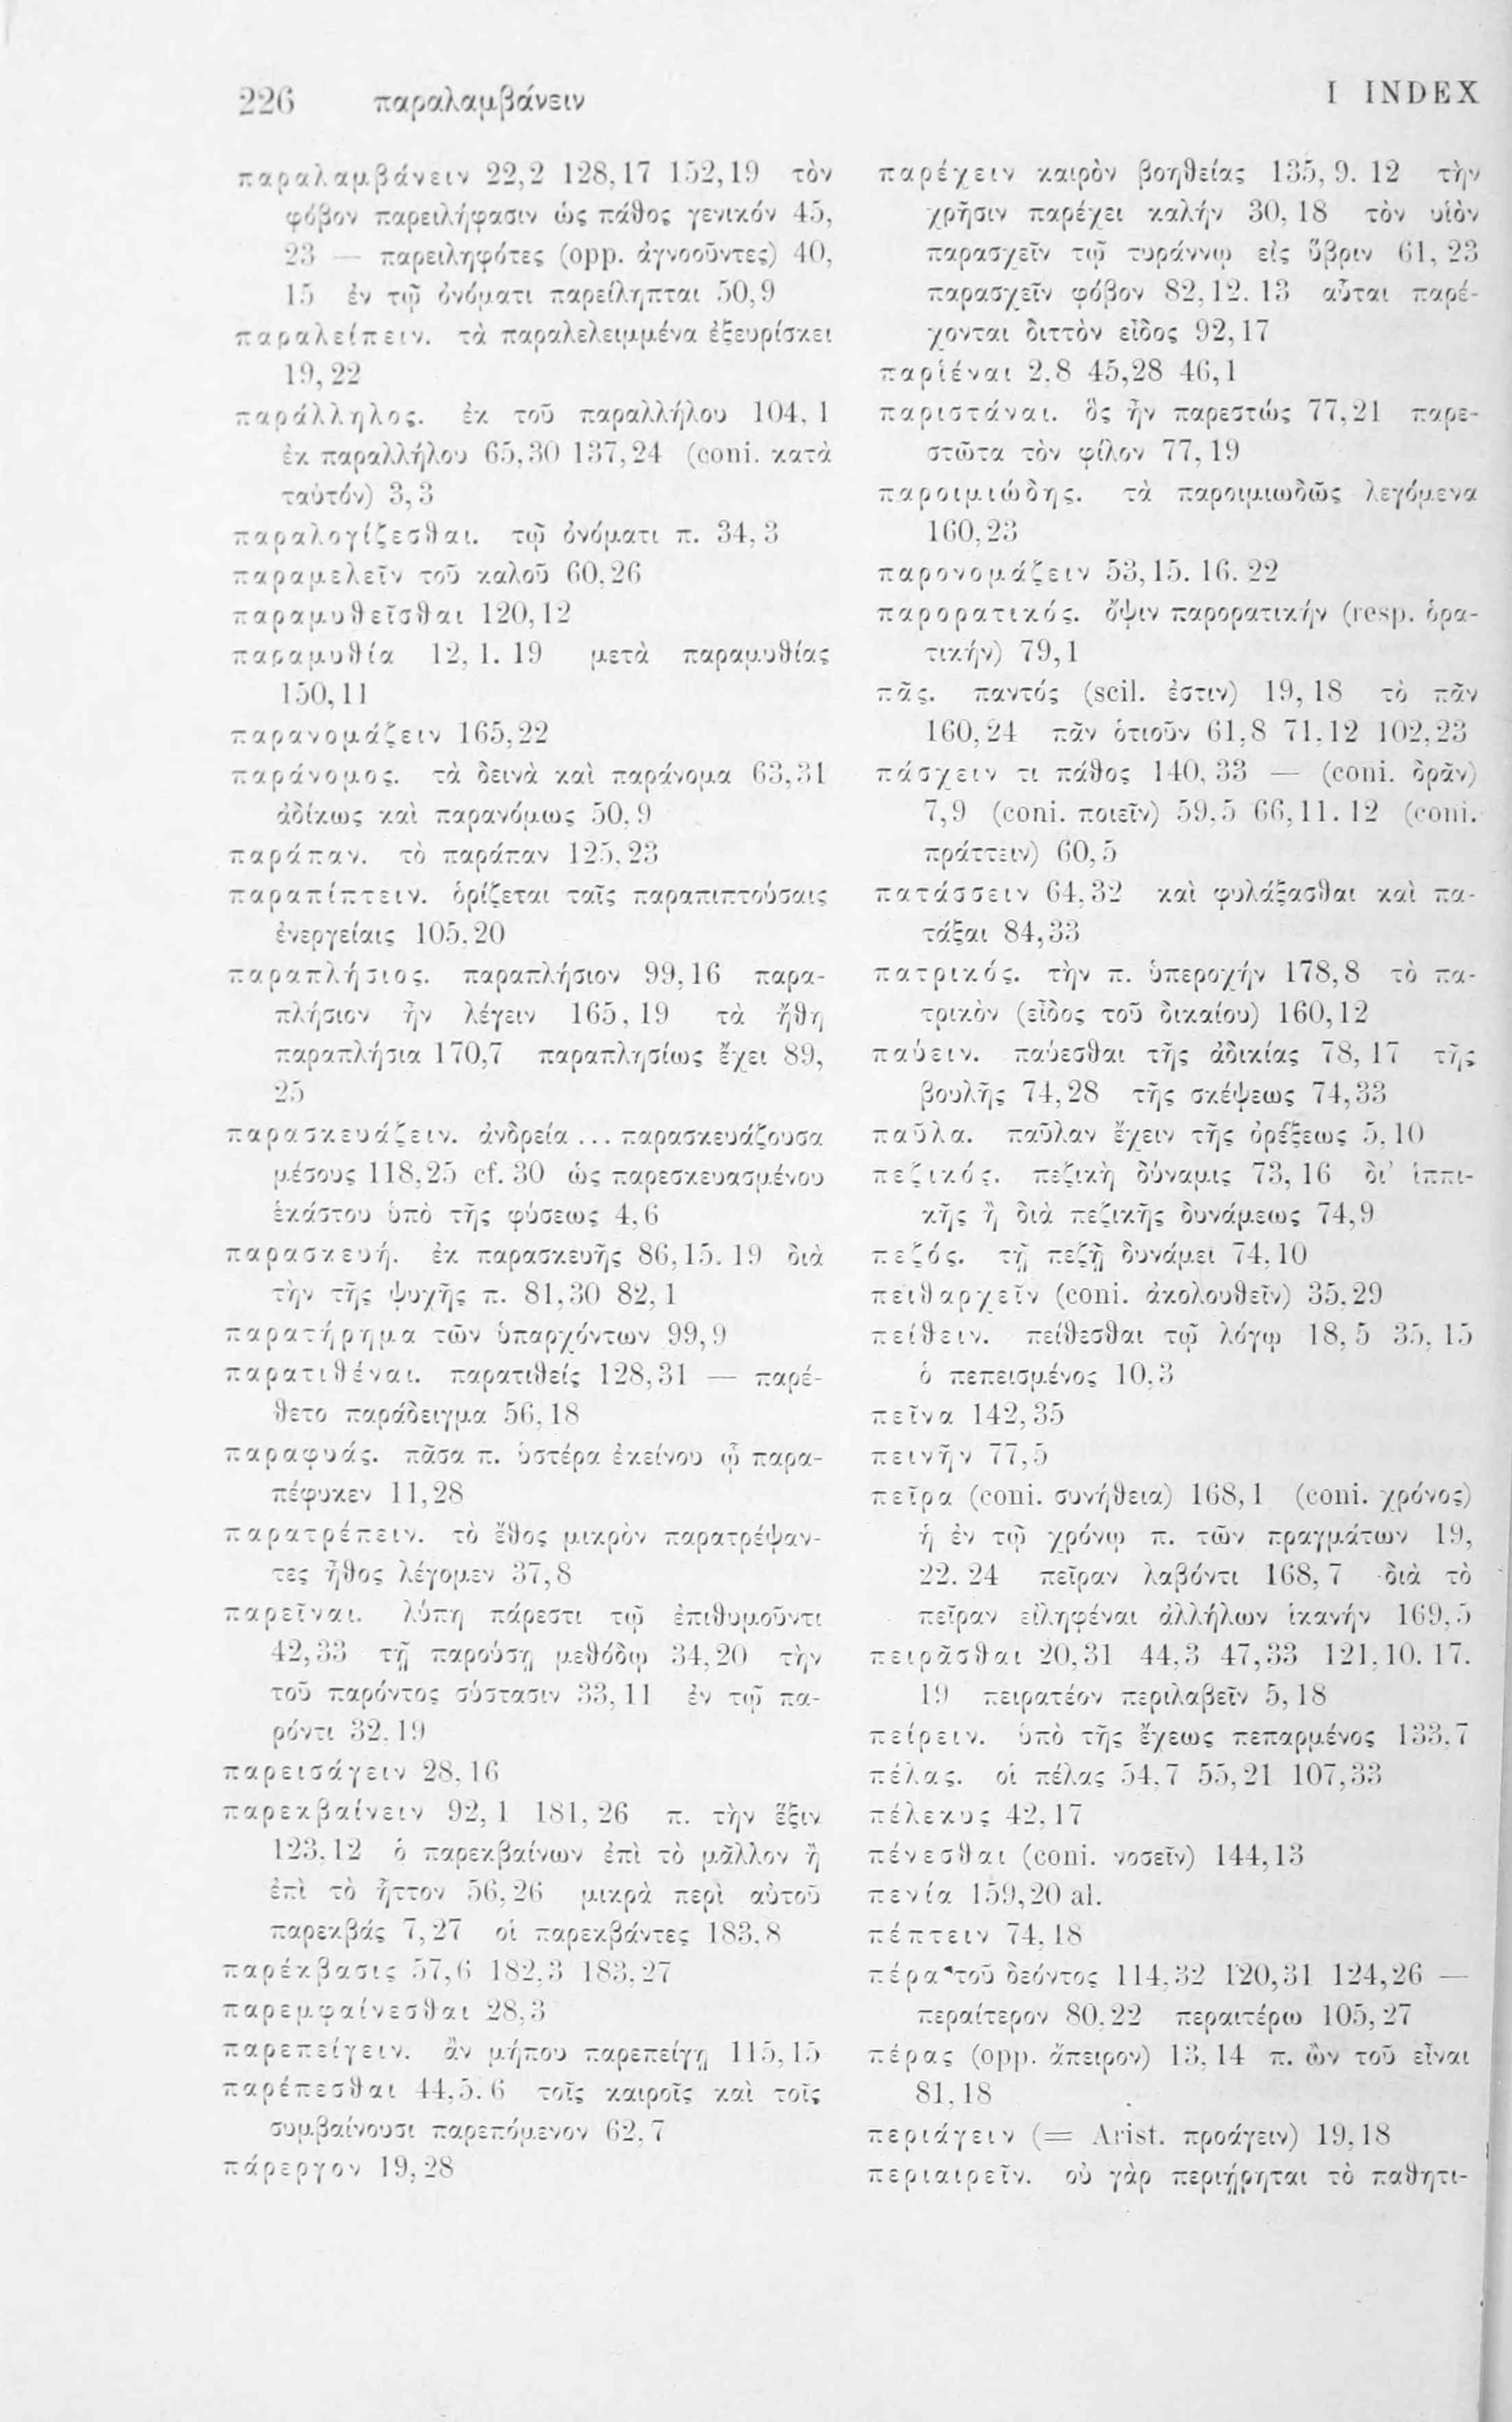 226 παραλαμβάνειν I INDEX
παραλαμβάνειν 22,2 128,17 152,19 τὸν
φόβον παρειλήφασιν ὡς πάθος γενικόν 45,
23 — παρειληφότες (opp. ἀγνοοῦντες) 40,
15 ἐν τῷ ὀνόματι παρείληπται 50,9
παραλείπειν. τὰ παραλελειμμένα ἐξευρίσκει
19,22
παράλληλος. ἐκ τοῦ παραλλήλου 104, 1
ἐκ παραλλήλου 65,30 137,24 (coni. κατὰ
ταὐτόν) 3,3
παραλογίζεσθαι. τῷ ὀνόματι π. 34, 3
παραμελεῖν τοῦ καλοῦ 60,26
παραμυθεῖσθαι 120,12
παραμυθία 12, 1. 19 μετὰ παραμυθίας
150,11
παρανομάζειν 165,22
παράνομος. τὰ δεινὰ καὶ παράνομα 63,31
ἀδίκως καὶ παρανόμως 50,9
παράπαν. τὸ παράπαν 125,23
παραπίπτειν. ὁρίζεται ταῖς παραπιπτούσαις
ἐνεργείαις 105,20
παραπλήσιος. παραπλήσιον 99,16 παρα-
πλήσιον ἦν λέγειν 165, 19 τὰ ἤθη
παραπλήσια 170,7 παραπλησίως ἔχει 89,
25
παρασκευάζειν. ἀνδρεία ... παρασκευάζουσα
μέσους 118,25 cf. 30 ὡς παρεσκευασμένου
ἑκάστου ὑπὸ τῆς φύσεως 4,6
παρασκευή. ἐκ παρασκευῆς 86,15. 19 διὰ
τὴν τῆς ψυχῆς π. 81,30 82,1
παρατήρημα τῶν ὑπαρχόντων 99,9
παρατιθέναι. παρατιθείς 128,31 — παρέ-
θετο παράδειγμα 56,18
παραφυάς. πᾶσα π. ὑστέρα ἐκείνου ᾧ παρα-
πέφυκεν 11,28
παρατρέπειν. τὸ ἔθος μικρὸν παρατρέψαν-
τες ἦθος λέγομεν 37,8
παρεῖναι. λύπη πάρεστι τῷ ἐπιθυμοῦντι
42,33 τῇ παρούσῃ μεθόδῳ 34,20 τὴν
τοῦ παρόντος σύστασιν 33,11 ἐν τῷ πα-
ρόντι 32,19
παρεισάγειν 28,16
παρεκβαίνειν 92, 1 181, 26 π. τὴν ἕξιν
123,12 ὁ παρεκβαίνων ἐπὶ τὸ μᾶλλον ἢ
ἐπὶ τὸ ἧττον 56,26 μικρὰ περὶ αὐτοῦ
παρεκβάς 7,27 οἱ παρεκβάντες 183,8
παρέκβασις 57,6 182,3 183,27
παρεμφαίνεσθαι 28,3
παρεπείγειν. ἂν μήπου παρεπείγῃ 115,15
παρέπεσθαι 44,5. 6 τοῖς καιροῖς καὶ τοῖς
συμβαίνουσι παρεπόμενον 62,7
πάρεργον 19,28
παρέχειν καιρὸν βοηθείας 135, 9. 12 τὴν
χρῆσιν παρέχει καλήν 30, 18 τὸν υἱὸν
παρασχεῖν τῷ τυράννῳ εἰς ὕβριν 61, 23
παρασχεῖν φόβον 82,12. 13 αὗται παρέ-
χονται διττὸν εἶδος 92,17
παριέναι 2,8 45,28 46,1
παριστάναι. ὃς ἦν παρεστώς 77,21 παρε-
στῶτα τὸν φίλον 77,19
παροιμιώδης. τὰ παροιμιωδῶς λεγόμενα
160,23
παρονομάζειν 53,15. 16. 22
παρορατικός. ὄψιν παρορατικήν (resp. ὁρα-
τικήν) 79,1
πᾶς. παντός (scil. ἐστιν) 19,18 τὸ πᾶν
160,24 πᾶν ὁτιοῦν 61,8 71,12 102,23
πάσχειν τι πάθος 140, 33 — (coni. δρᾶν)
7,9 (coni. ποιεῖν) 59,5 66,11. 12 (coni.
πράττειν) 60,5
πατάσσειν 64,32 καὶ φυλάξασθαι καὶ πα-
τάξαι 84,33
πατρικός. τὴν π. ὑπεροχήν 178,8 τὸ πα-
τρικὸν (εἶδος τοῦ δικαίου) 160,12
παύειν. παύεσθαι τῆς ἀδικίας 78, 17 τῆς
βουλῆς 74,28 τῆς σκέψεως 74,33
παῦλα. παῦλαν ἔχειν τῆς ὀρέξεως 5,10
πεζικός. πεζικὴ δύναμις 73, 16 δι’ ἱππι-
κῆς ἢ διὰ πεζικῆς δυνάμεως 74,9
πεζός. τῇ πεζῇ δυνάμει 74,10
πειθαρχεῖν (coni. ἀκολουθεῖν) 35,29
πείθειν. πείθεσθαι τῷ λόγῳ 18, 5 35, 15
ὁ πεπεισμένος 10,3
πεῖνα 142,35
πεινῆν 77,5
πεῖρα (coni. συνήθεια) 168,1 (coni. χρόνος)
ἡ ἐν τῷ χρόνῳ π. τῶν πραγμάτων 19,
22. 24 πεῖραν λαβόντι 168, 7 διὰ τὸ
πεῖραν εἰληφέναι ἀλλήλων ἱκανήν 169,5
πειρᾶσθαι 20,31 44,3 47,33 121,10. 17.
19 πειρατέον περιλαβεῖν 5,18
πείρειν. ὑπὸ τῆς ἔχεως πεπαρμένος 133,7
πέλας. οἱ πέλας 54,7 55,21 107,33
πέλεκυς 42,17
πένεσθαι (coni. νοσεῖν) 144,13
πενία 159,20 al.
πέπτειν 74,18
πέρα τοῦ δεόντος 114,32 120,31 124,26 —
περαίτερον 80,22 περαιτέρω 105,27
πέρας (opp. ἄπειρον) 13,14 π. ὢν τοῦ εἶναι
81,18
περιάγειν (= Arist. προάγειν) 19,18
περιαιρεῖν. οὐ γὰρ περιῄρηται τὸ παθητι-